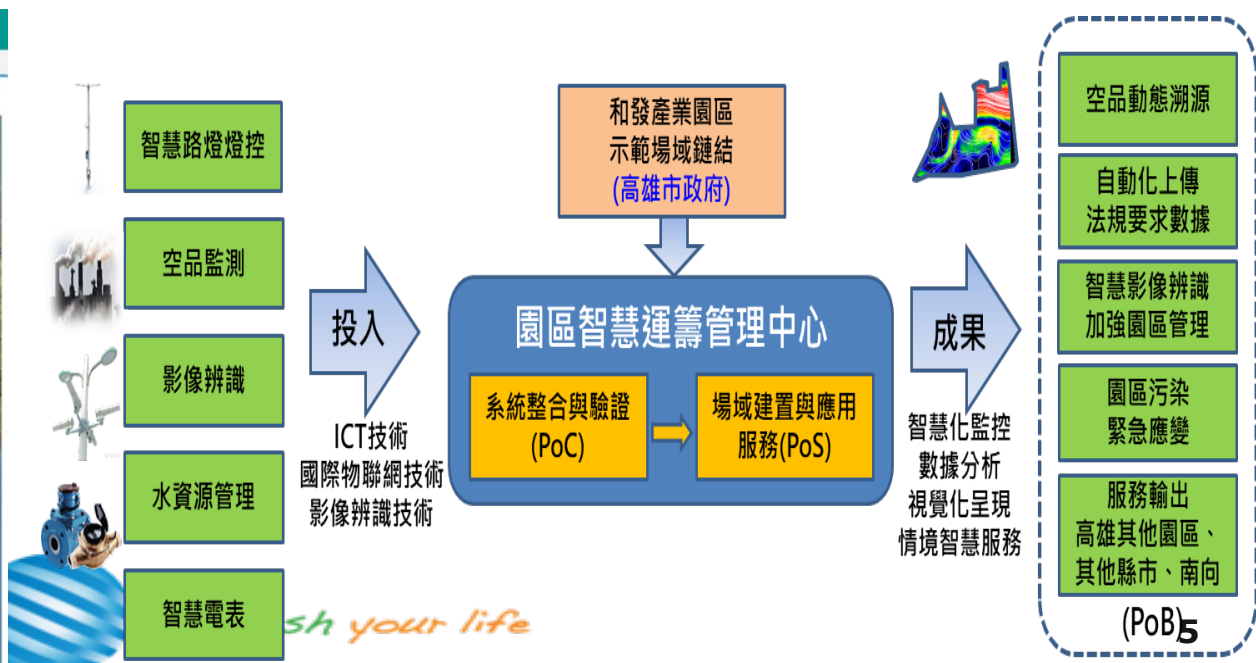 智慧路燈燈控
空品監測
影像辨識
水資源管理
智慧電表
投入
ICT技術
國際物聯網技術
影像辨識技術
和發產業園區
示範場域鏈結
(高雄市政府)
園區智慧運籌管理中心
系統整合與驗證
(PoC)
場域建置與應用
服務(PoS)
成果
智慧化監控
數據分析
視覺化呈現
情境智慧服務
空品動態溯源
自動化上傳
法規要求數據
智慧影像辨識
加強園區管理
園區污染
緊急應變
服務輸出
高雄其他園區、
其他縣市、南向
(PoB)
5
sh your life